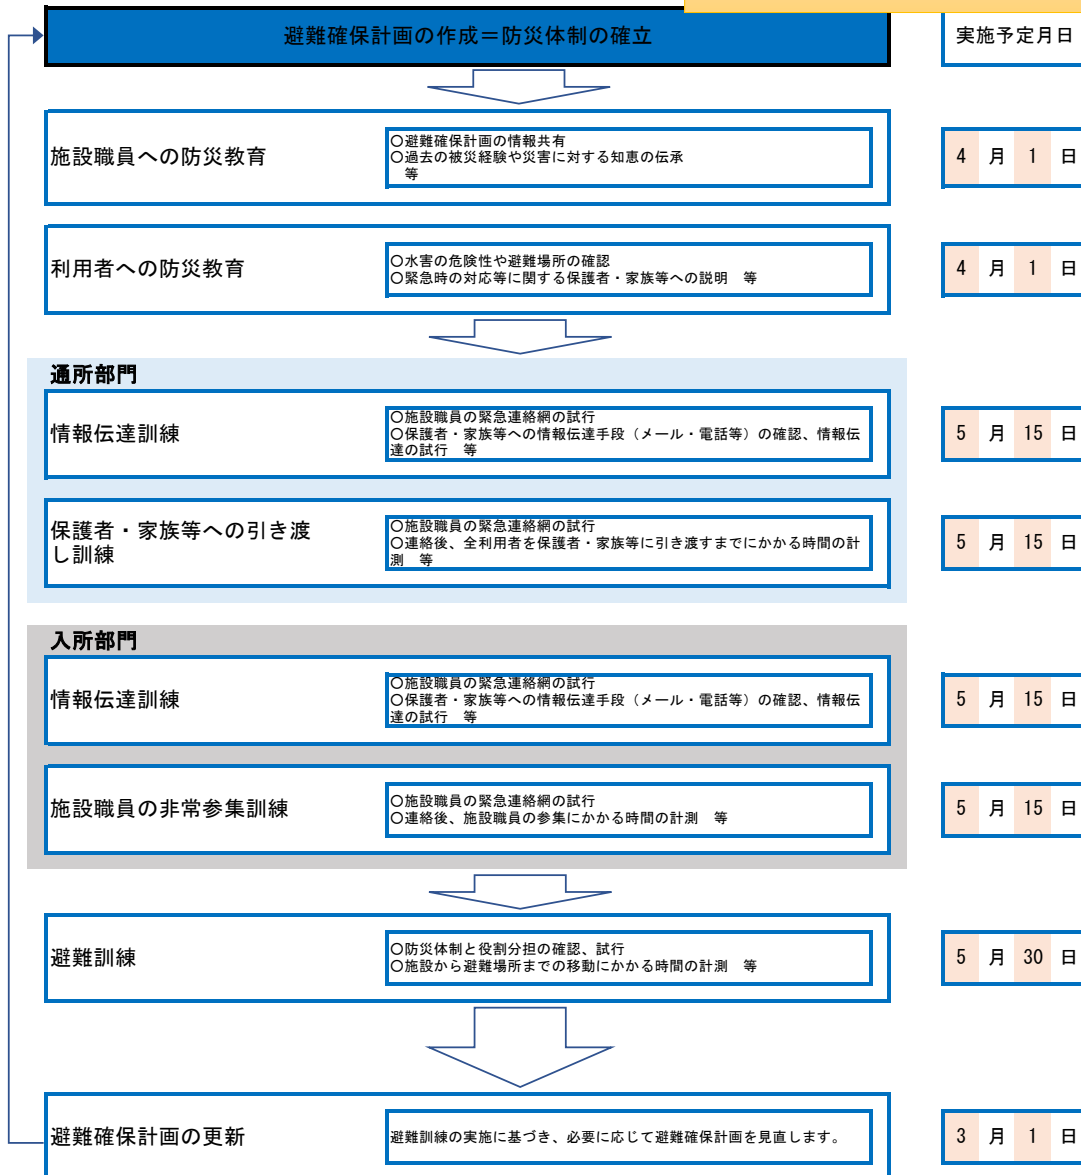 避難確保計画の作成＝防災体制の確立
実施予定月日
施設職員への防災教育
〇避難確保計画の情報共有
〇過去の被災経験や災害に対する知恵の伝承
等
4 月 1 日
利用者への防災教育
〇水害の危険性や避難場所の確認
〇緊急時の対応等に関する保護者・家族等への説明　等
4 月 1 日
通所部門
情報伝達訓練
〇施設職員の緊急連絡網の試行
〇保護者・家族等への情報伝達手段（メール・電話等）の確認、情報伝
達の試行　等
5 月 15 日
保護者・家族等への引き渡
し訓練
〇施設職員の緊急連絡網の試行
〇連絡後、全利用者を保護者・家族等に引き渡すまでにかかる時間の計
測　等
5 月 15 日
入所部門
情報伝達訓練
〇施設職員の緊急連絡網の試行
〇保護者・家族等への情報伝達手段（メール・電話等）の確認、情報伝
達の試行　等
5 月 15 日
施設職員の非常参集訓練
〇施設職員の緊急連絡網の試行
〇連絡後、施設職員の参集にかかる時間の計測　等
5 月 15 日
避難訓練
〇防災体制と役割分担の確認、試行
〇施設から避難場所までの移動にかかる時間の計測　等
5 月 30 日
避難確保計画の更新
避難訓練の実施に基づき、必要に応じて避難確保計画を見直します。
3 月 1 日